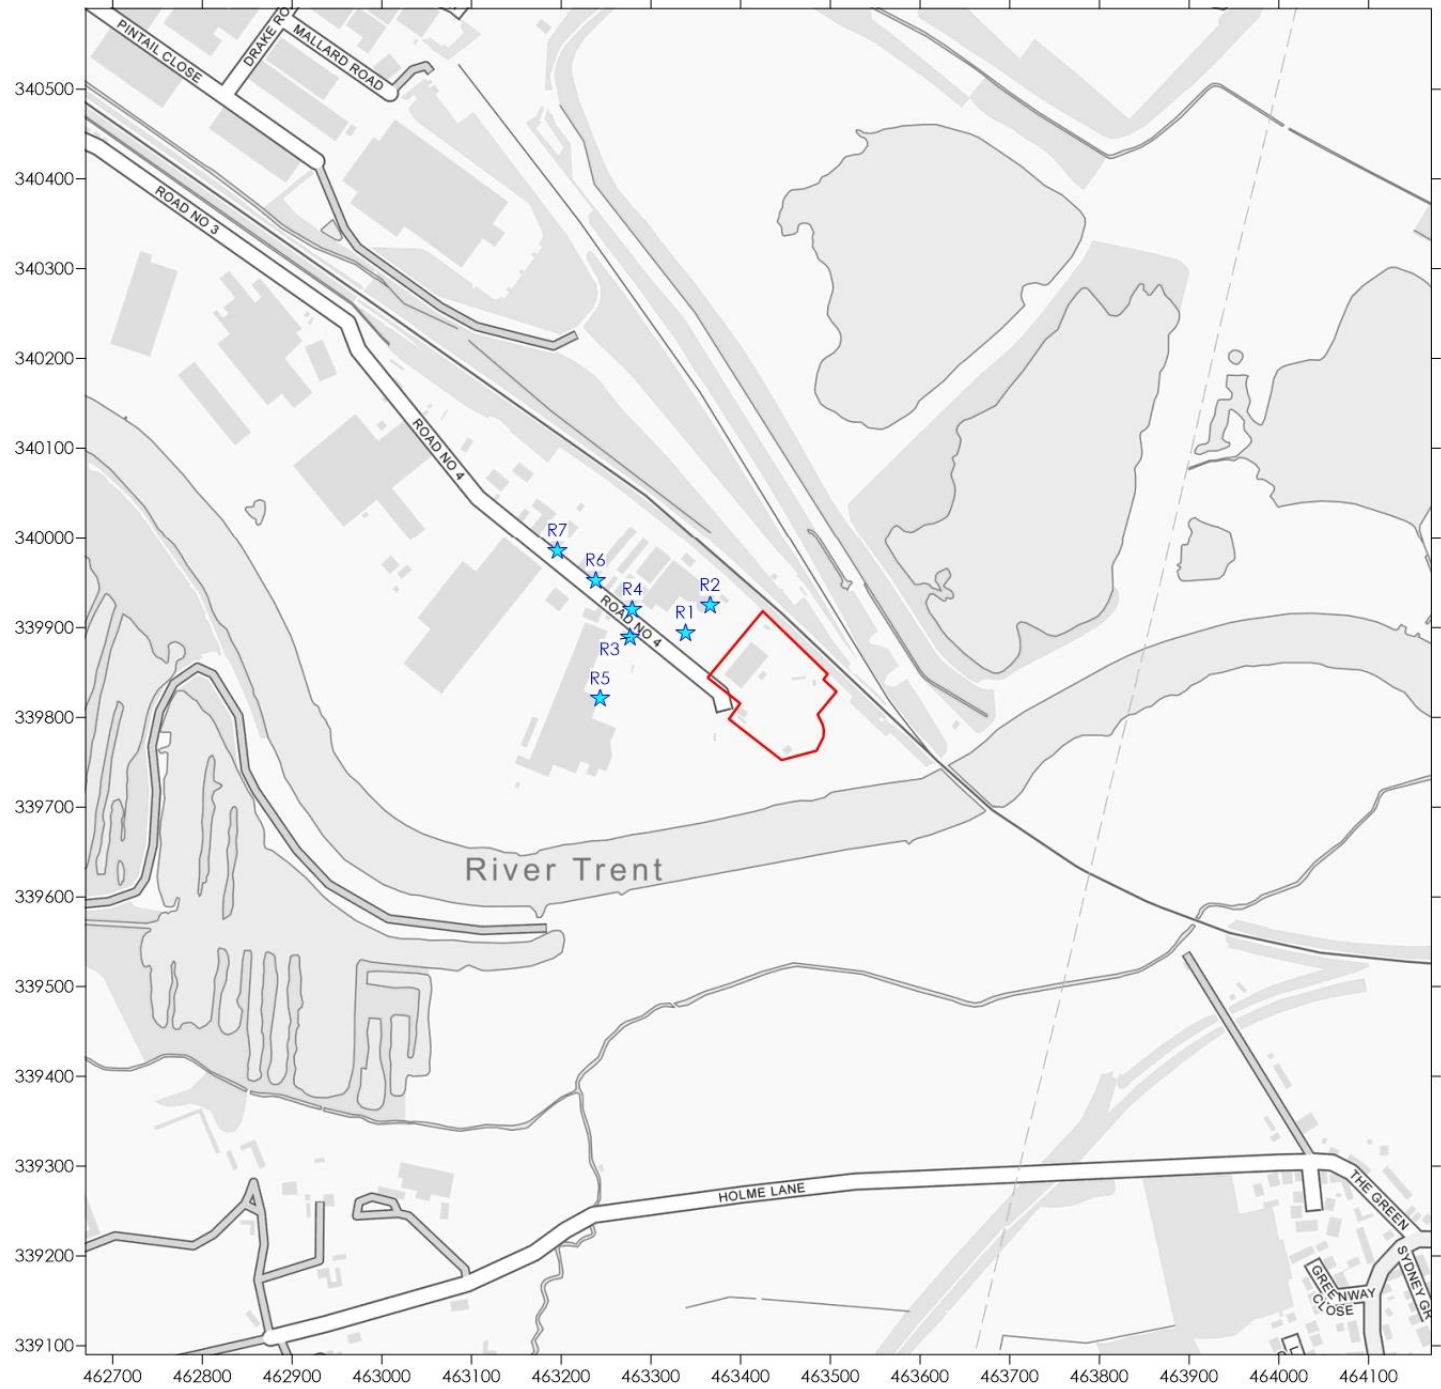 PINTAIL CLOSE
DRAKE RO
MALLARD ROAD
340500
340400
ROAD NO 3
340300
340200
340100
ROAD NO 4
340000
R7
R6
R4
R2
R1
ROAD NO 4
339900
R3
R5
339800
339700
River Trent
339600
339500
339400
339300
HOLME LANE
THE GREEN
339200
SYDNEY GR
GREENWAY
CLOSE
339100
462700 462800 462900 463000 463100 463200 463300 463400 463500 463600 463700 463800 463900 464000 464100